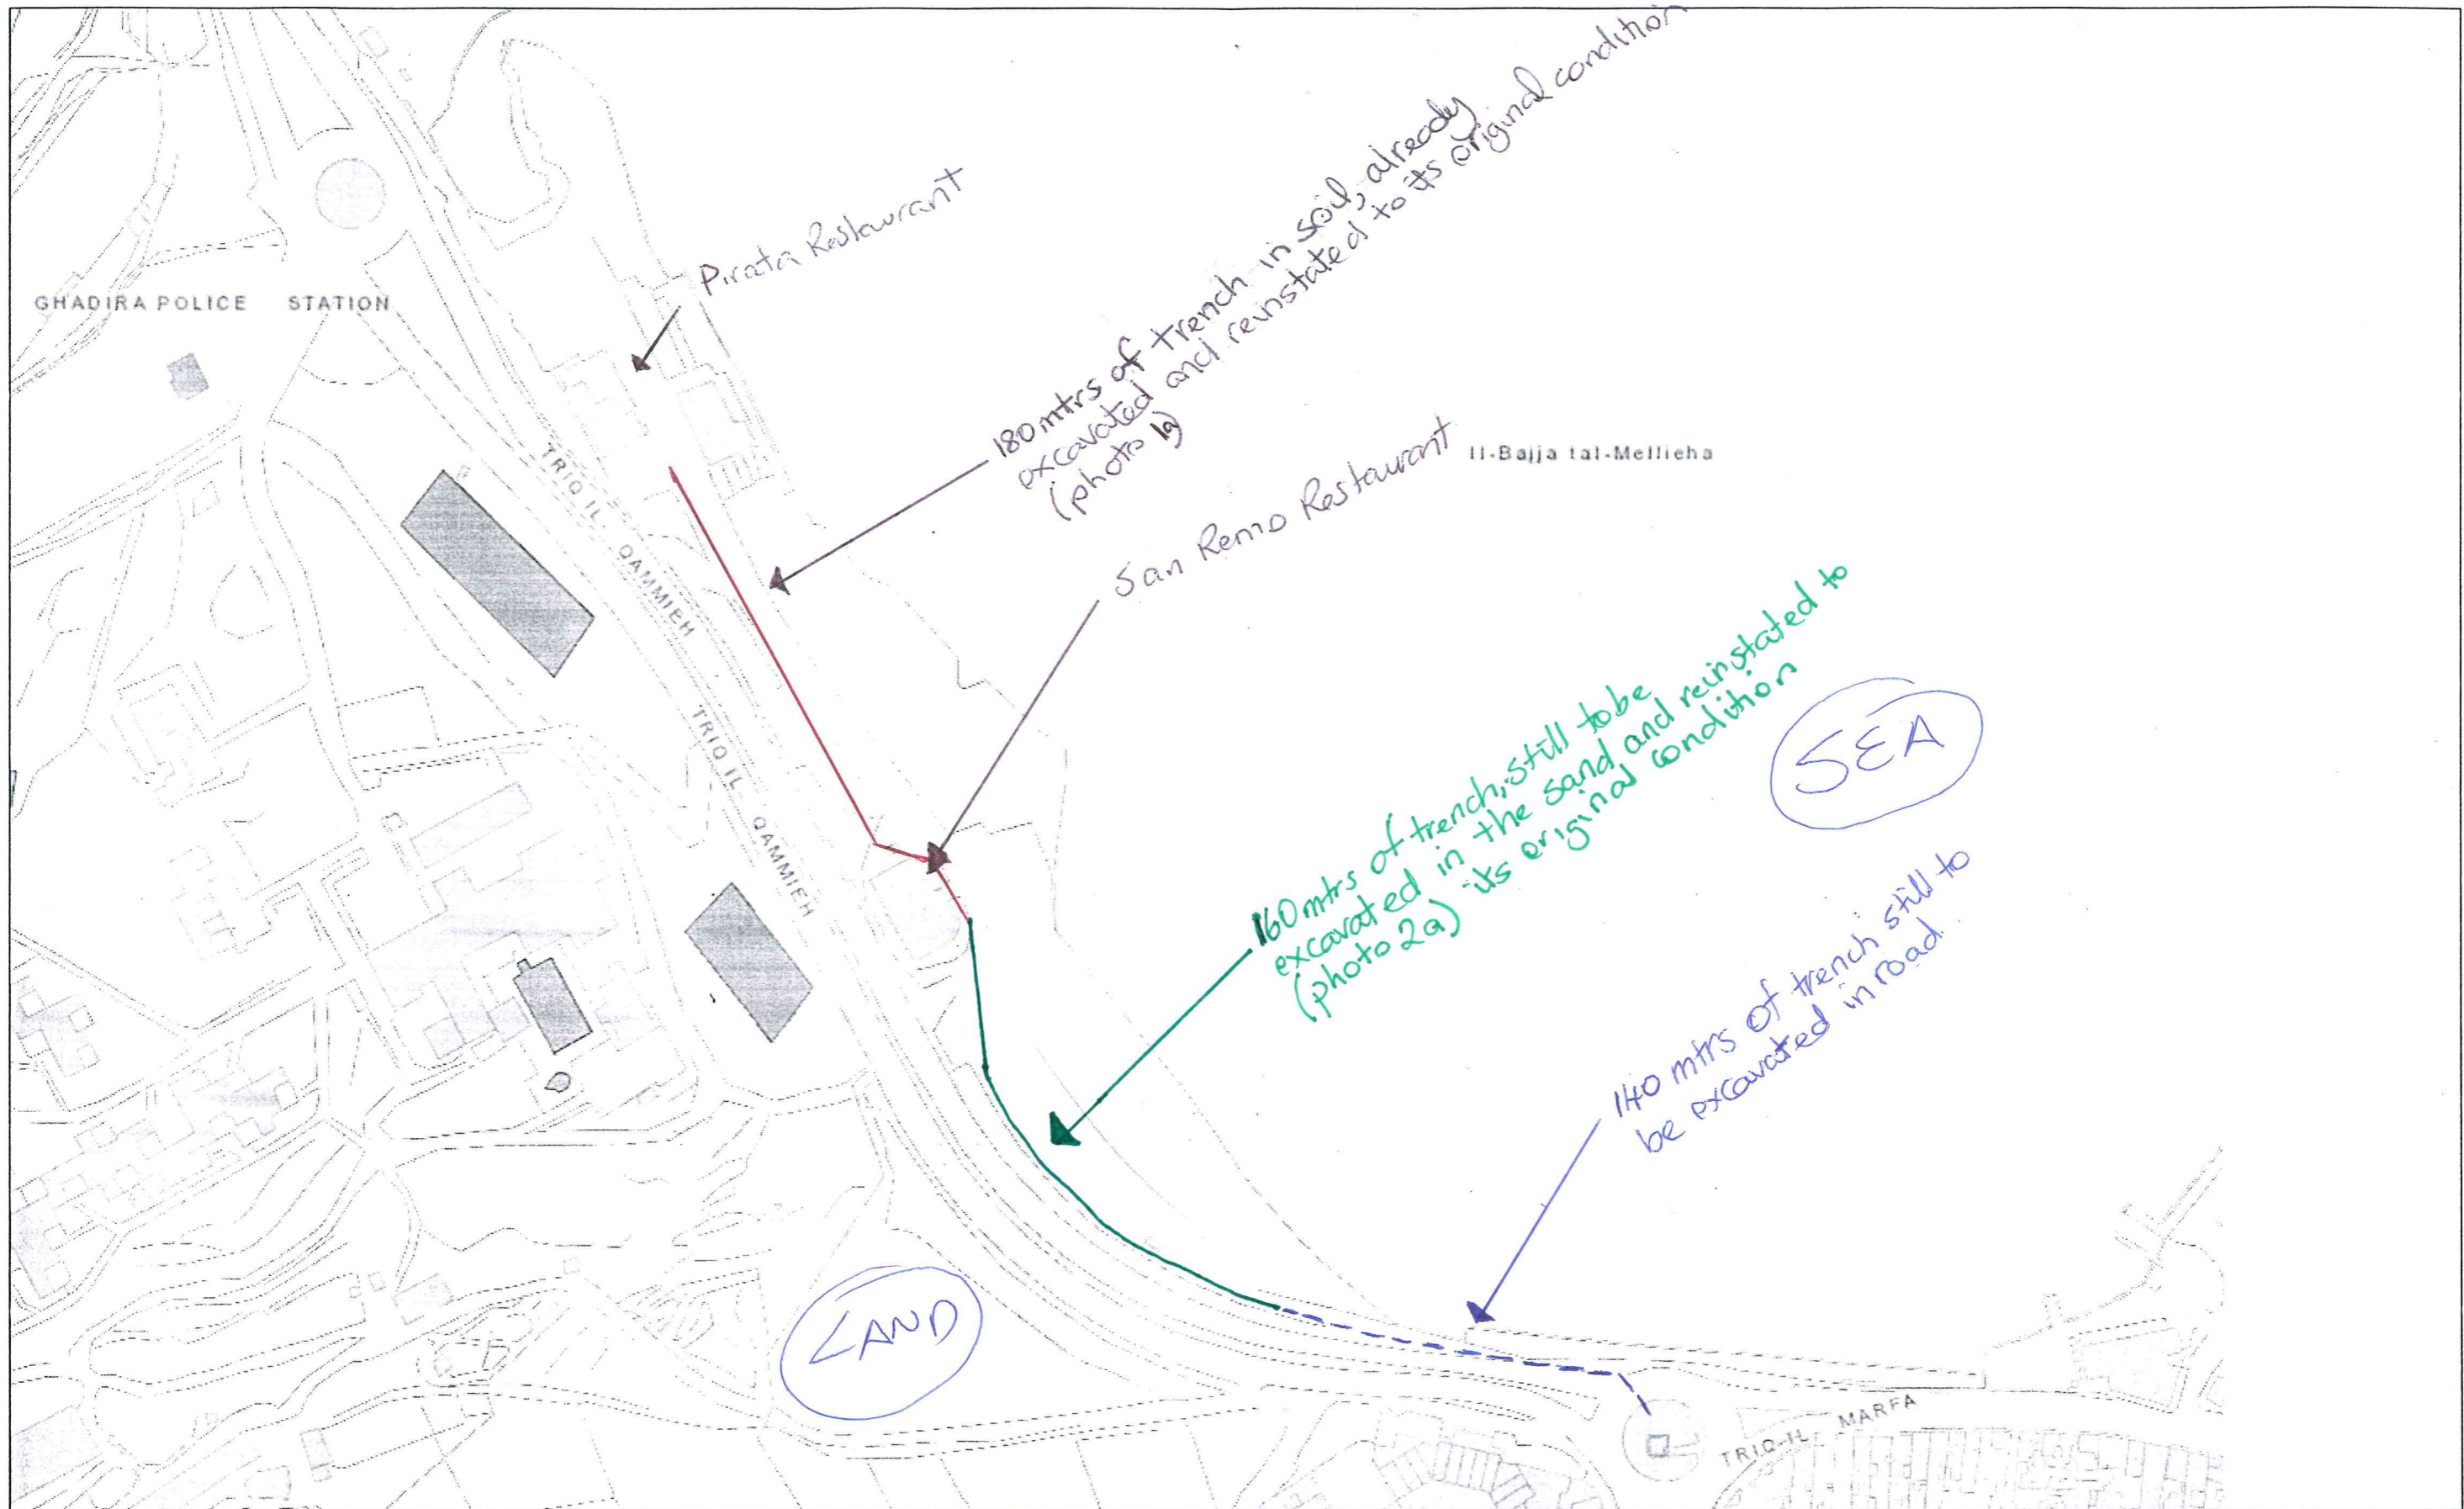 Pirata Restaurant
GHADIRA POLICE STATION
180 mtrs of trench in soil, already
excavated and reinstated to its original condition
(photo 1a)
TRIQ IL QAMMIEH
Il-Bajja tal-Mellieha
San Remo Restaurant
TRIQ IL QAMMIEH
160 mtrs of trench, still to be
excavated in the sand and reinstated to
(photo 2a) its original condition
SEA
140 mtrs of trench still to
be excavated in road
LAND
TRIQ-IL MARFA